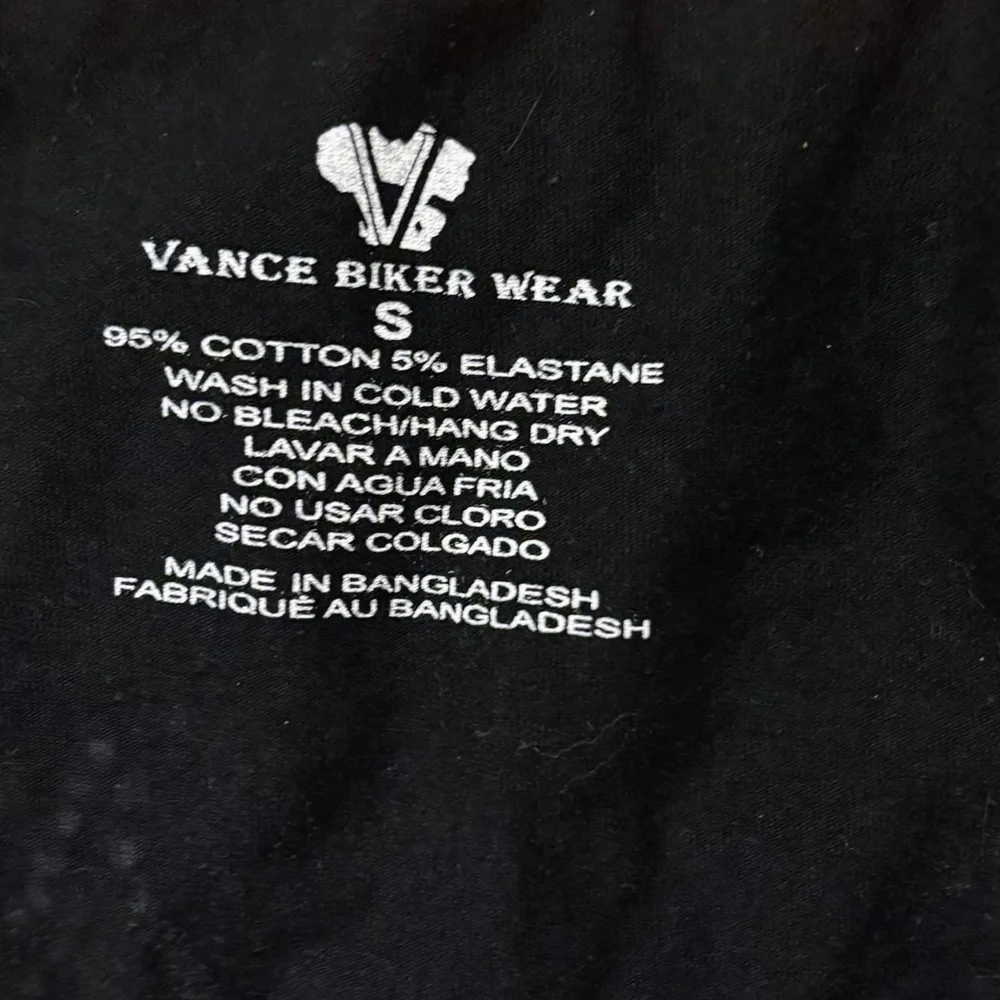 VANCE BIKER WEAR
S
95% COTTON 5% ELASTANE
WASH IN COLD WATER
NO BLEACH/HANG DRY
LAVAR A MANO
CON AGUA FRIA
NO USAR CLORO
SECAR COLGADO
MADE IN BANGLADESH
FABRIQUÉ AU BANGLADESH